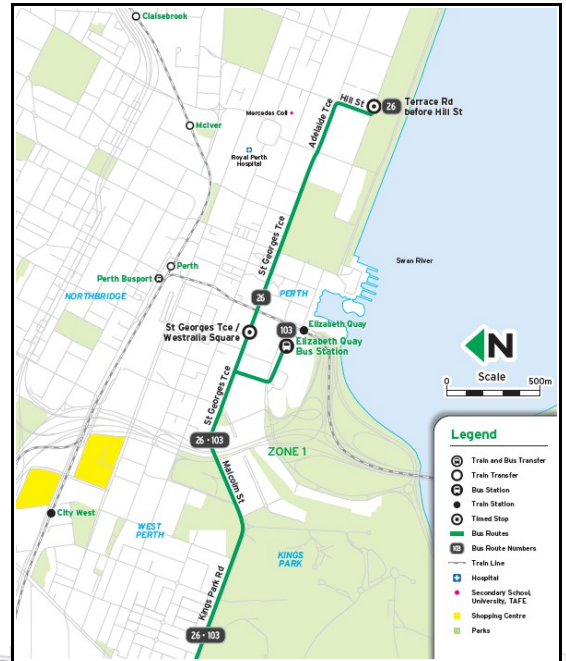 Claisebrook
Hill St
26
Terrace Rd
before Hill St
Mercedes Coll
Adelaide Tce
McIver
Royal Perth
Hospital
St Georges Tce
Swan River
Perth
Perth Busport
NORTHBRIDGE
26
PERTH
St Georges Tce /
Westralia Square
103
Elizabeth Quay
Elizabeth Quay
Bus Station
N
Scale
0
500m
St Georges Tce
26 • 103
ZONE 1
Malcolm St
City West
WEST
PERTH
KINGS
PARK
Kings Park Rd
26 • 103
Legend
Train and Bus Transfer
Train Transfer
Bus Station
Train Station
Timed Stop
Bus Routes
103
Bus Route Numbers
Train Line
Hospital
Secondary School,
University, TAFE
Shopping Centre
Parks